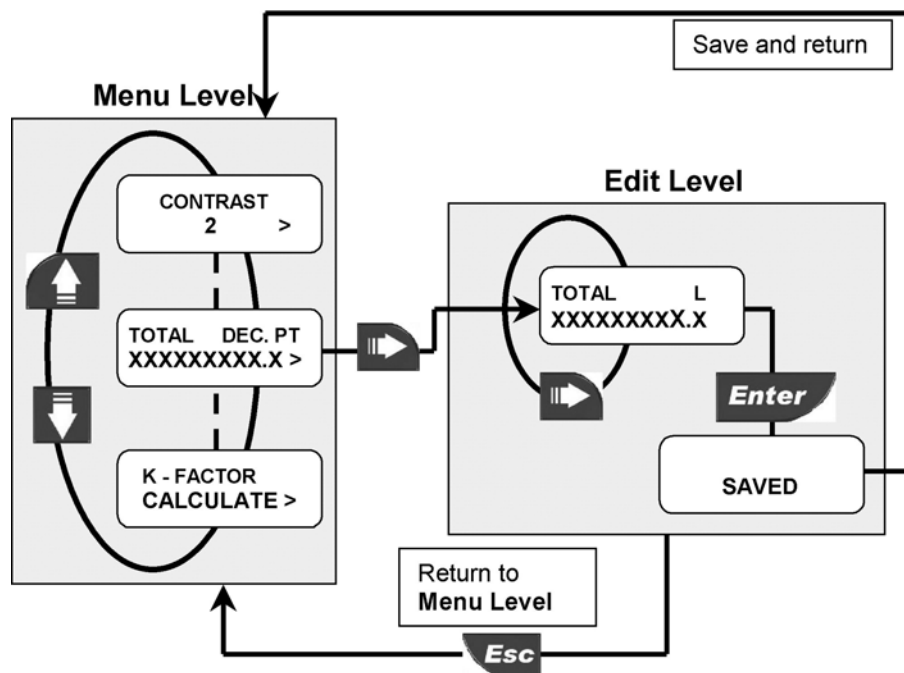 Save and return
Menu Level
CONTRAST
2 >
TOTAL DEC. PT
XXXXXXXXX.X >
K - FACTOR
CALCULATE >
Edit Level
TOTAL L
XXXXXXXXX.X
Enter
SAVED
Return to
Menu Level
Esc